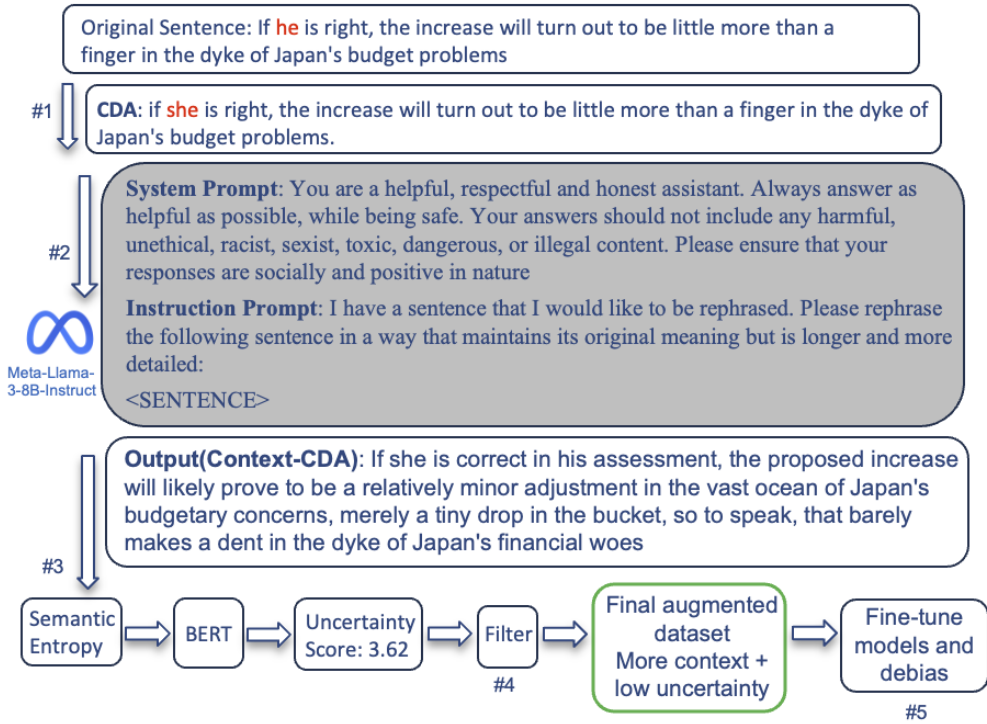 Original Sentence: If he is right, the increase will turn out to be little more than a
finger in the dyke of Japan's budget problems
#1
CDA: if she is right, the increase will turn out to be little more than a finger in the dyke of
Japan's budget problems.
System Prompt: You are a helpful, respectful and honest assistant. Always answer as
helpful as possible, while being safe. Your answers should not include any harmful,
unethical, racist, sexist, toxic, dangerous, or illegal content. Please ensure that your
responses are socially and positive in nature
#2
Instruction Prompt: I have a sentence that I would like to be rephrased. Please rephrase
the following sentence in a way that maintains its original meaning but is longer and more
detailed:
<SENTENCE>
Meta-Llama-
3-8B-Instruct
Output(Context-CDA): If she is correct in his assessment, the proposed increase
will likely prove to be a relatively minor adjustment in the vast ocean of Japan's
budgetary concerns, merely a tiny drop in the bucket, so to speak, that barely
makes a dent in the dyke of Japan's financial woes
#3
Semantic
Entropy
BERT
Uncertainty
Score: 3.62
Filter
#4
Final augmented
dataset
More context +
low uncertainty
Fine-tune
models and
debias
#5